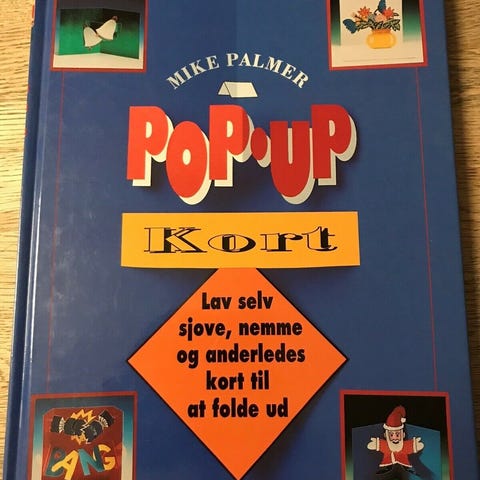 MIKE PALMER
POP•UP
Kort
Lav selv
sjove, nemme
og anderledes
kort til
at folde ud
BANG